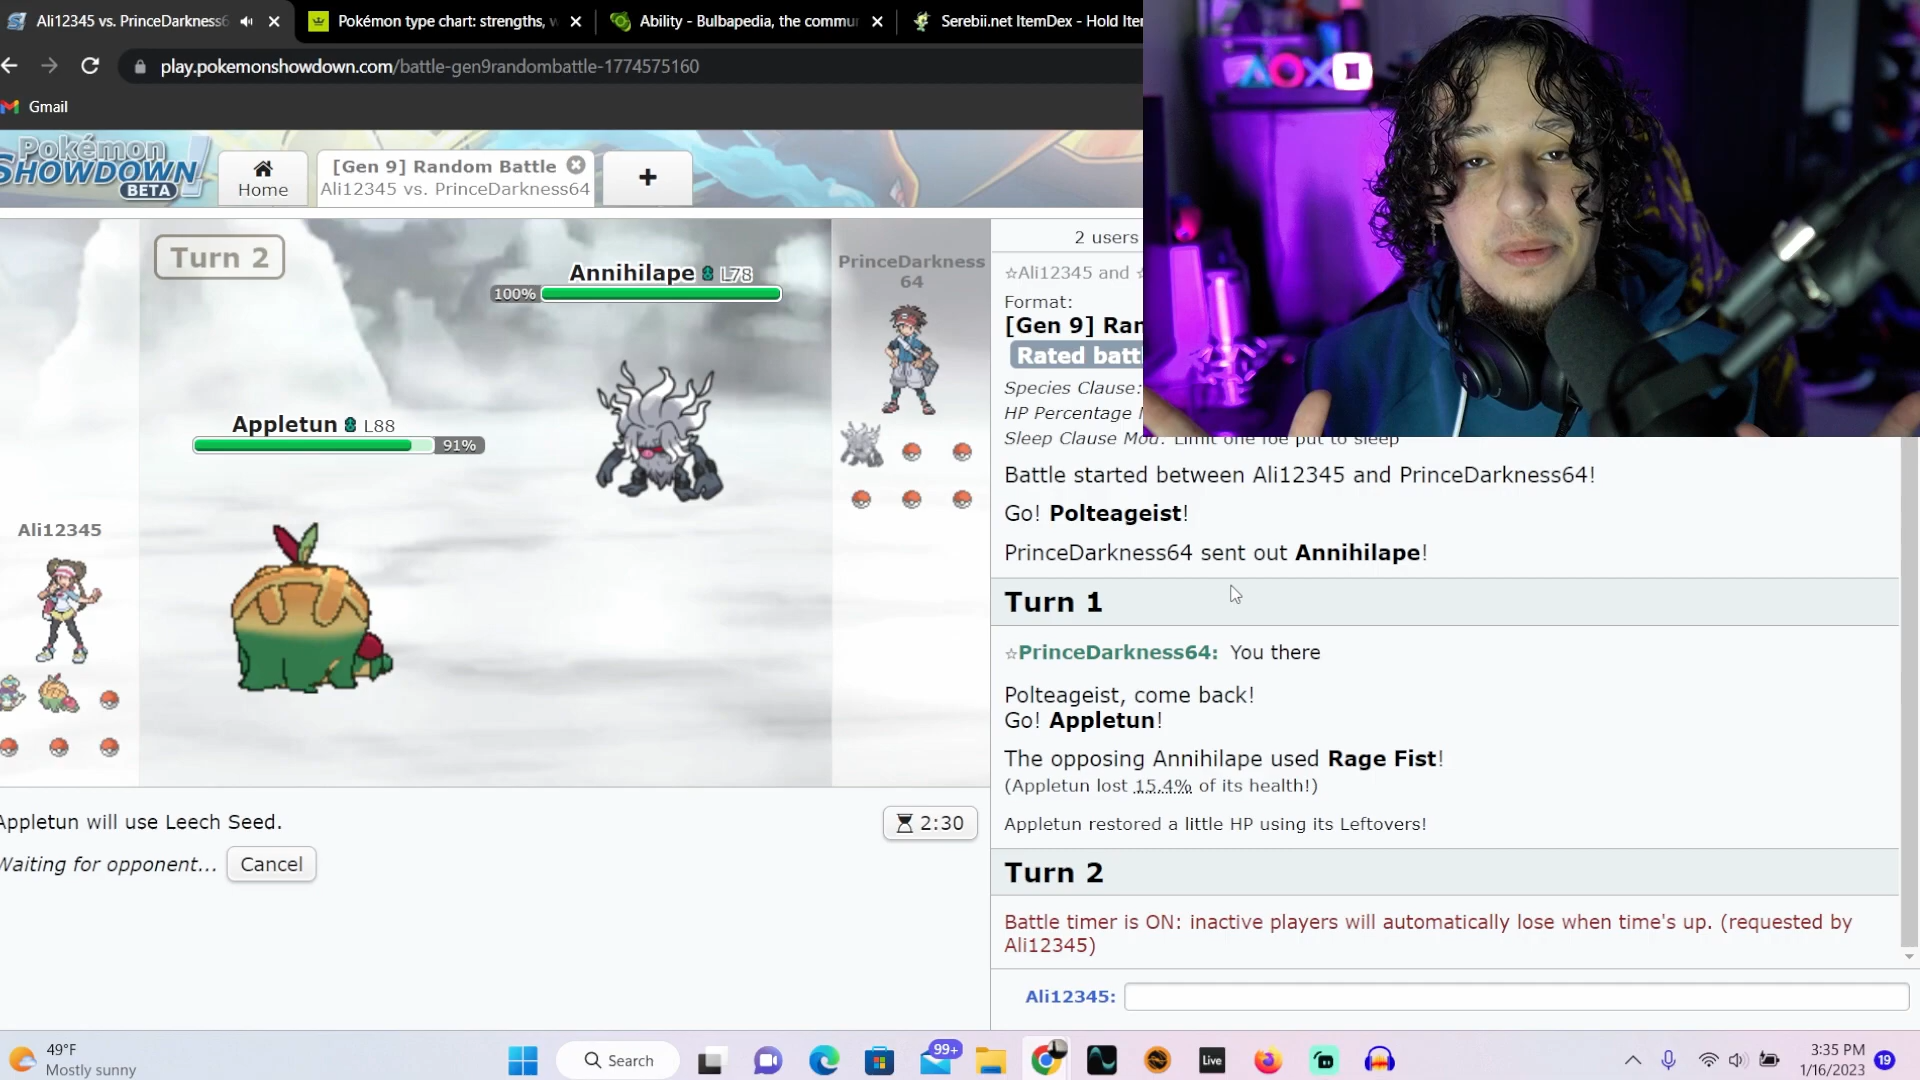 Ali12345 vs. PrinceDarkness6
Pokémon type chart: strengths, w
Ability - Bulbapedia, the commu
Serebii.net ItemDex - Hold Iten
play.pokemonshowdown.com/battle-gen9randombattle-1774575160
Gmail
Pokémon
SHOWDOWN!
BETA
Home
[Gen 9] Random Battle
Ali12345 vs. PrinceDarkness64
+
Turn 2
Annihilape L78
100%
Appletun L88
91%
PrinceDarkness
64
Ali12345
Appletun will use Leech Seed.
Waiting for opponent... Cancel
2:30
2 users
☆Ali12345 and ☆
Format:
[Gen 9] Ran
Rated batt
Species Clause:
HP Percentage
Sleep Clause Mod: Limit one foe put to sleep
Battle started between Ali12345 and PrinceDarkness64!
Go! Polteageist!
PrinceDarkness64 sent out Annihilape!
Turn 1
☆PrinceDarkness64: You there
Polteageist, come back!
Go! Appletun!
The opposing Annihilape used Rage Fist!
(Appletun lost 15.4% of its health!)
Appletun restored a little HP using its Leftovers!
Turn 2
Battle timer is ON: inactive players will automatically lose when time's up. (requested by
Ali12345)
Ali12345:
49°F
Mostly sunny
Search
99+
Live
3:35 PM
1/16/2023
19